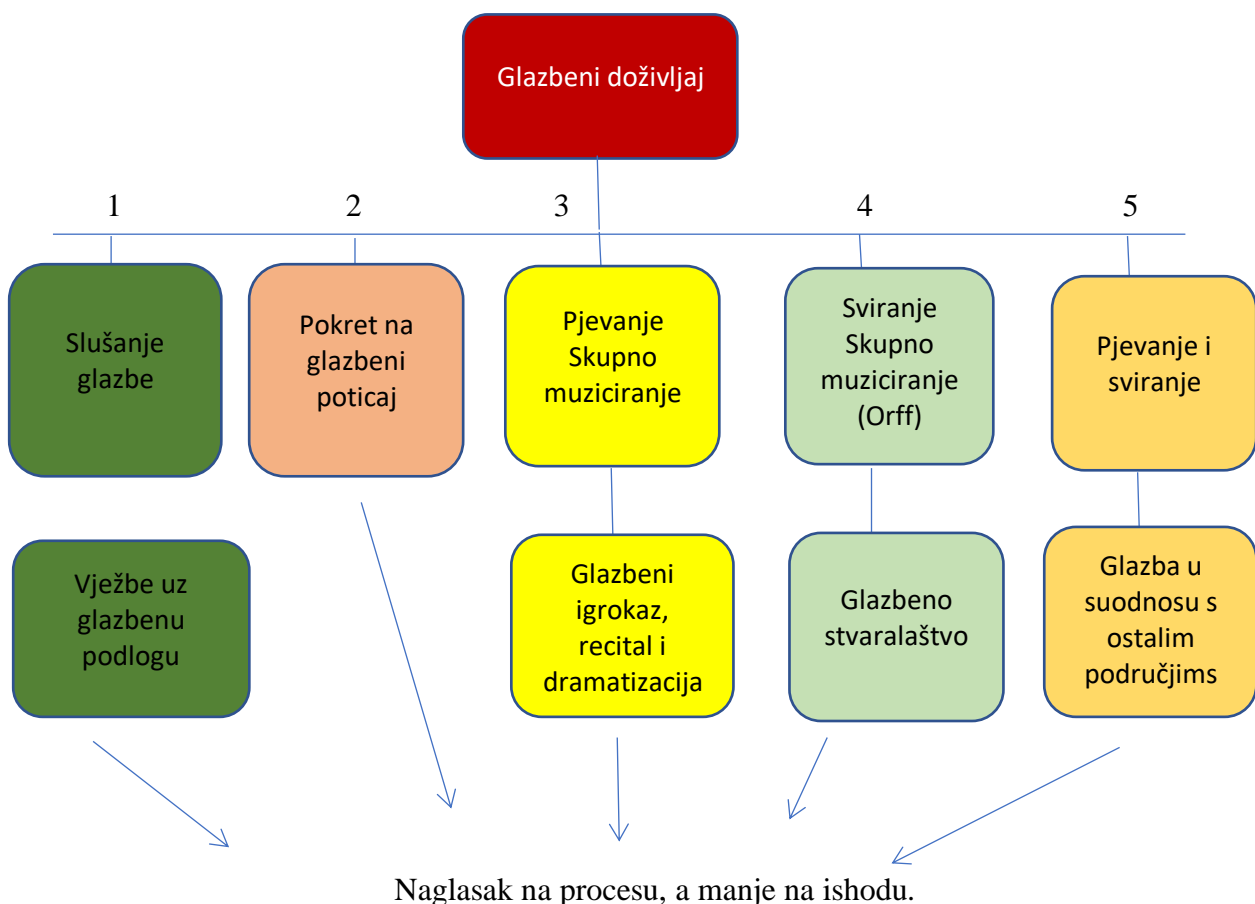 Glazbeni doživljaj
1 2 3 4 5
Slušanje
glazbe
Pokret na
glazbeni
poticaj
Pjevanje
Skupno
muziciranje
Sviranje
Skupno
muziciranje
(Orff)
Pjevanje i
sviranje
Vježbe uz
glazbenu
podlogu
Glazbeni
igrokaz,
recital i
dramatizacija
Glazbeno
stvaralaštvo
Glazba u
suodnosu s
ostalim
područjims
Naglasak na procesu, a manje na ishodu.